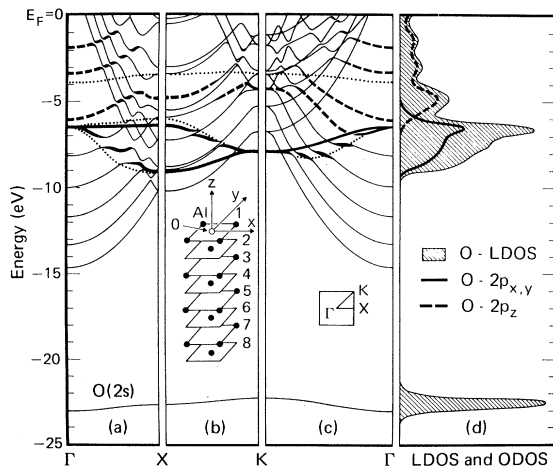 E_F=0
-5
-10
-15
-20
-25
Energy (eV)
z
y
x
Al
O
1
2
3
4
5
6
7
8
K
X
Γ
O - LDOS
O - 2p_x,y
O - 2p_z
O(2s)
(a) (b) (c) (d)
Γ X K Γ LDOS and ODOS